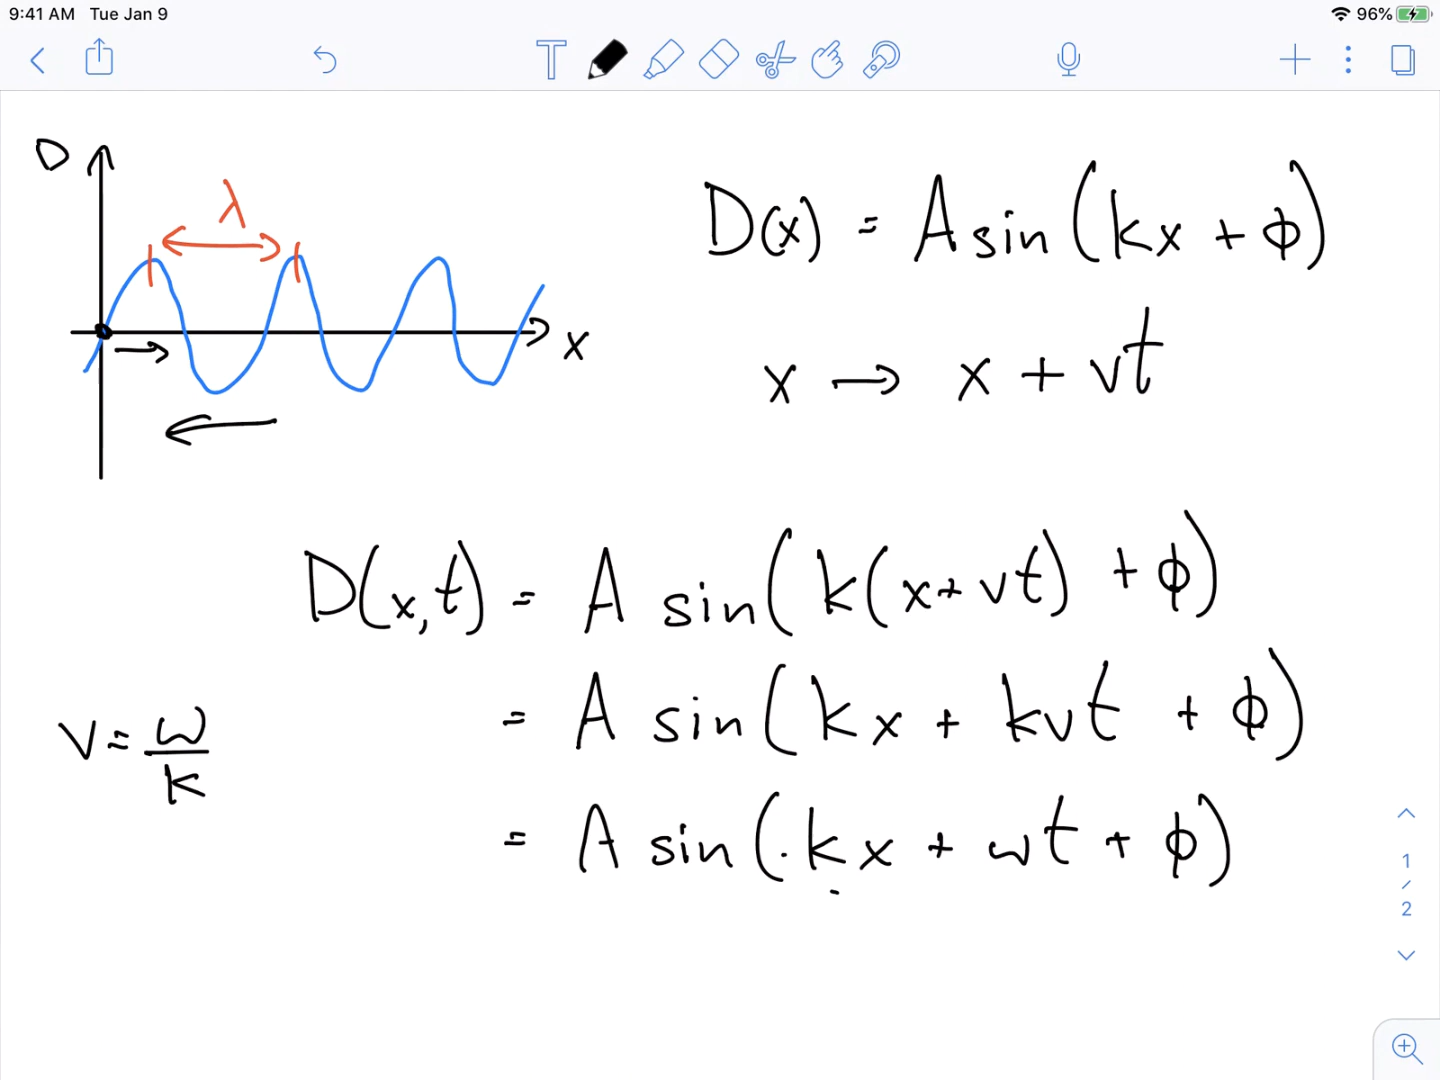 9:41 AM Tue Jan 9
96%
T
D
λ
x
D(x) = A sin(kx + ϕ)
x → x + vt
D(x,t) = A sin(k(x + vt) + ϕ)
= A sin(kx + kvt + ϕ)
v = ω/k
= A sin(kx + ωt + ϕ)
1
/
2